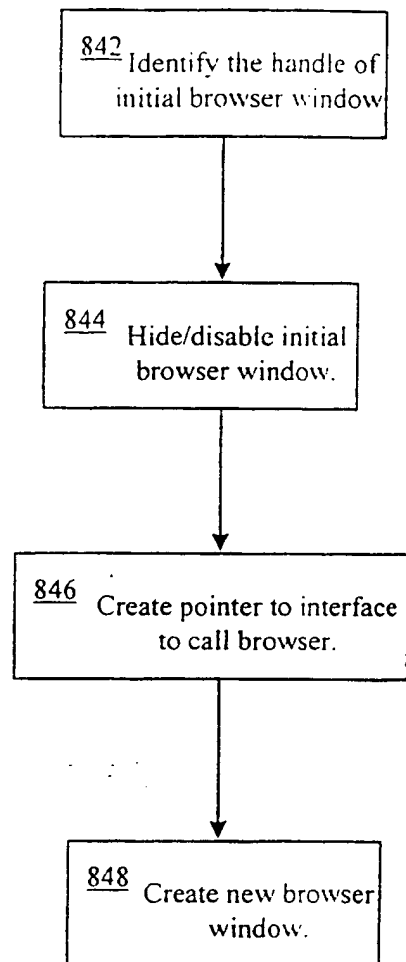 842 Identify the handle of
initial browser window
844 Hide/disable initial
browser window.
846 Create pointer to interface
to call browser.
848 Create new browser
window.